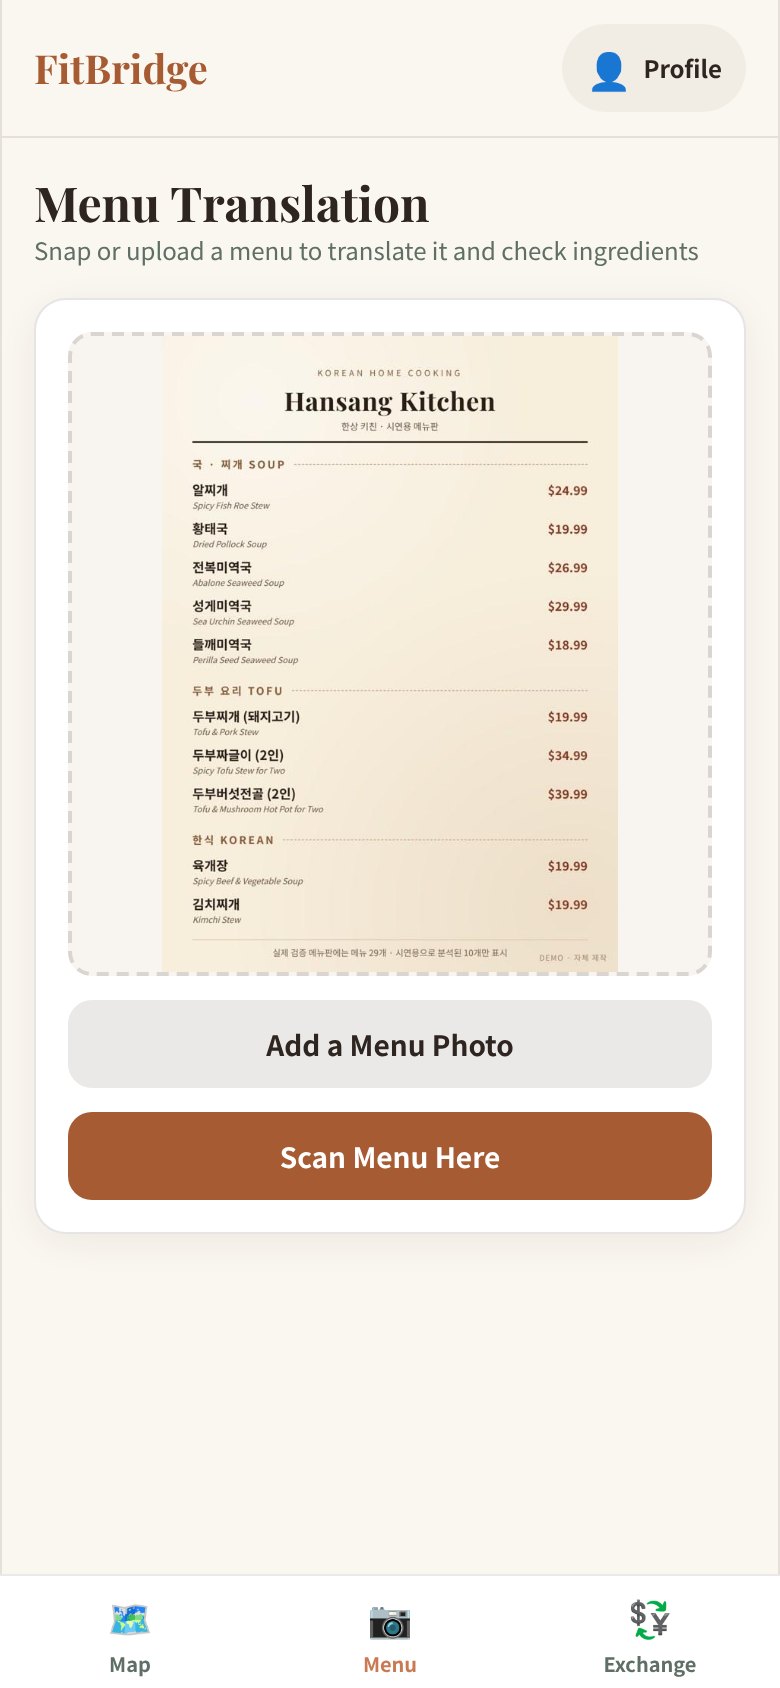 FitBridge
Profile
Menu Translation
Snap or upload a menu to translate it and check ingredients
KOREAN HOME COOKING
Hansang Kitchen
한상 키친 · 시연용 메뉴판
국 · 찌개 SOUP
알찌개 $24.99
Spicy Fish Roe Stew
황태국 $19.99
Dried Pollock Soup
전복미역국 $26.99
Abalone Seaweed Soup
성게미역국 $29.99
Sea Urchin Seaweed Soup
들깨미역국 $18.99
Perilla Seed Seaweed Soup
두부 요리 TOFU
두부찌개 (돼지고기) $19.99
Tofu & Pork Stew
두부짜글이 (2인) $34.99
Spicy Tofu Stew for Two
두부버섯전골 (2인) $39.99
Tofu & Mushroom Hot Pot for Two
한식 KOREAN
육개장 $19.99
Spicy Beef & Vegetable Soup
김치찌개 $19.99
Kimchi Stew
실제 검증 메뉴판에는 메뉴 29개 · 시연용으로 분석된 10개만 표시
DEMO · 자체 제작
Add a Menu Photo
Scan Menu Here
Map
Menu
Exchange